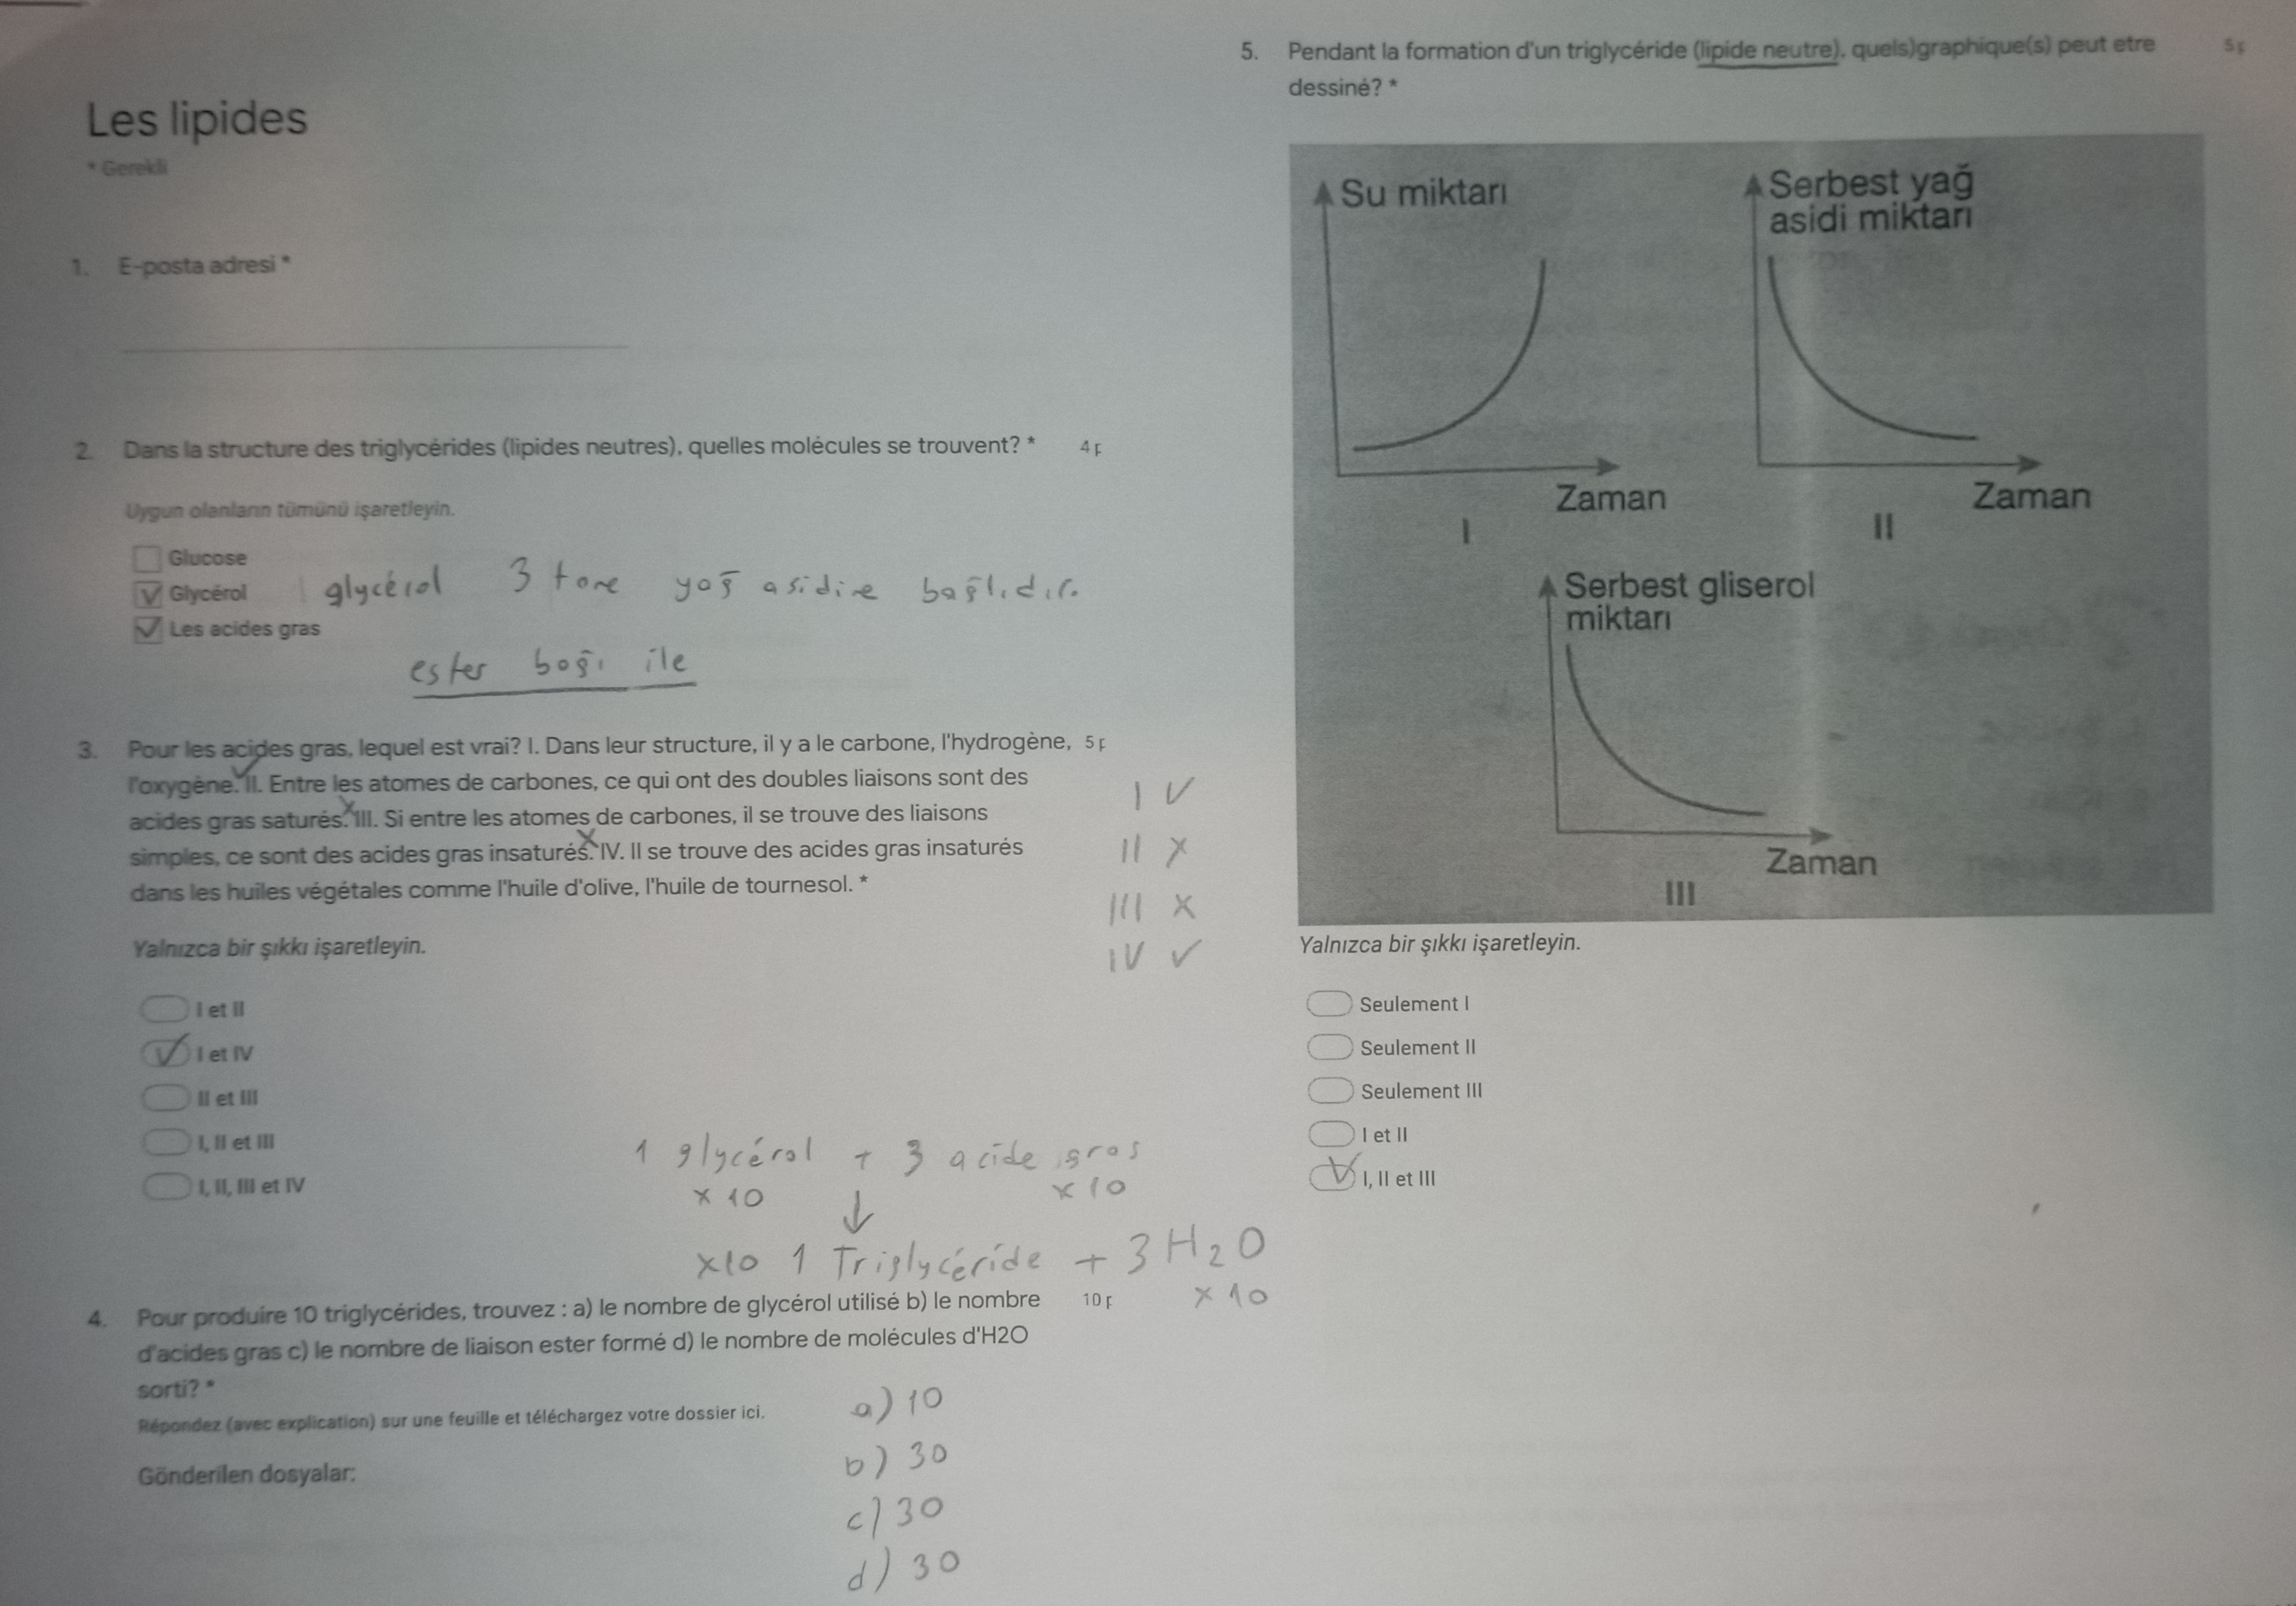 Les lipides
* Gerekli
1. E-posta adresi *
2. Dans la structure des triglycérides (lipides neutres), quelles molécules se trouvent? * 4 p
Uygun olanların tümünü işaretleyin.
Glucose
Glycérol
Les acides gras
1 glycérol 3 tane yağ asidine bağlıdır.
ester bağı ile
3. Pour les acides gras, lequel est vrai? I. Dans leur structure, il y a le carbone, l'hydrogène, 5 p
l'oxygène. II. Entre les atomes de carbones, ce qui ont des doubles liaisons sont des
acides gras saturés. III. Si entre les atomes de carbones, il se trouve des liaisons
simples, ce sont des acides gras insaturés. IV. Il se trouve des acides gras insaturés
dans les huiles végétales comme l'huile d'olive, l'huile de tournesol. *
I ✓
II X
III X
IV ✓
Yalnızca bir şıkkı işaretleyin.
I et II
I et IV
II et III
I, II et III
I, II, III et IV
1 glycérol + 3 acide gras
x 10 x 10
↓
x10 1 Triglycéride + 3 H2O
x 10
4. Pour produire 10 triglycérides, trouvez : a) le nombre de glycérol utilisé b) le nombre 10 p
d'acides gras c) le nombre de liaison ester formé d) le nombre de molécules d'H2O
sorti? *
Répondez (avec explication) sur une feuille et téléchargez votre dossier ici.
Gönderilen dosyalar:
a) 10
b) 30
c) 30
d) 30
5. Pendant la formation d'un triglycéride (lipide neutre), quels)graphique(s) peut etre 5 p
dessiné? *
Su miktarı
Zaman
I
Serbest yağ
asidi miktarı
Zaman
II
Serbest gliserol
miktarı
Zaman
III
Yalnızca bir şıkkı işaretleyin.
Seulement I
Seulement II
Seulement III
I et II
I, II et III